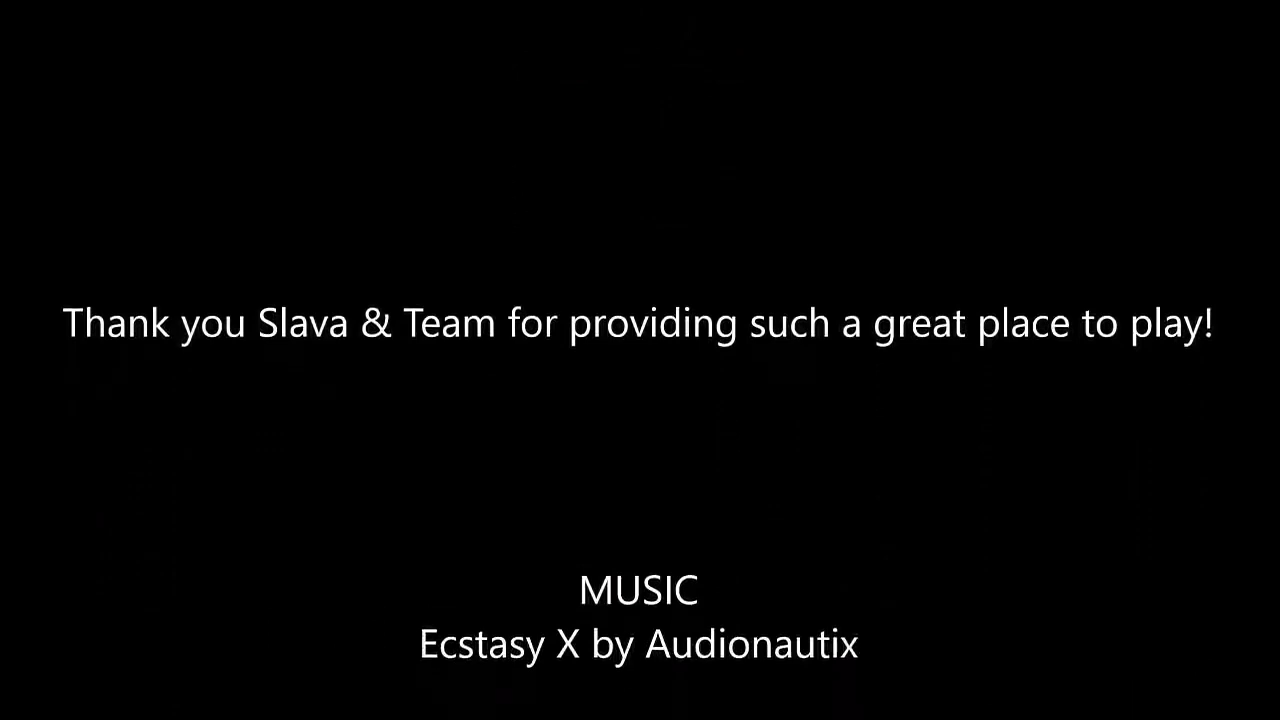 Thank you Slava & Team for providing such a great place to play!
MUSIC
Ecstasy X by Audionautix